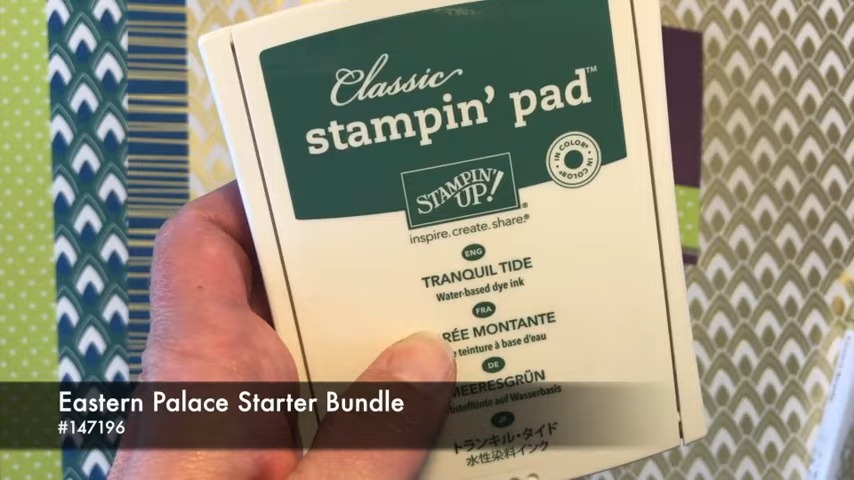 Classic
stampin' pad™
IN COLOR® IN COLOR®
STAMPIN'
UP!®
inspire.create.share.®
ENG
TRANQUIL TIDE
Water-based dye ink
FRA
RÉE MONTANTE
teinture à base d'eau
DE
MEERESGRÜN
auf Wasserbasis
トランキル・タイド
水性染料インク
Eastern Palace Starter Bundle
#147196